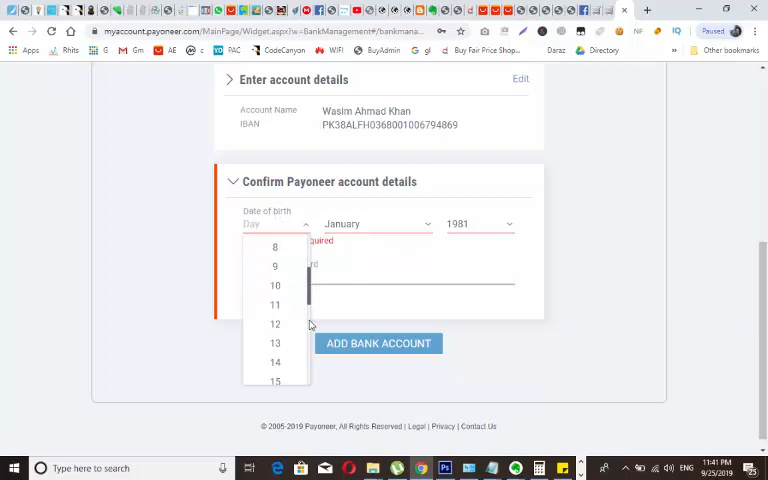 Paused
myaccount.payoneer.com/MainPage/Widget.aspx?w=BankManagement#/bankmana...
Apps Rhits G Gm AE c PAC CodeCanyon WIFI BuyAdmin gl Buy Fair Price Shop... Daraz Directory » Other bookmarks
Enter account details Edit
Account Name Wasim Ahmad Khan
IBAN PK38ALFH0368001006794869
Confirm Payoneer account details
Date of birth
Day January 1981
quired
8
rd
9
10
11
12
13
ADD BANK ACCOUNT
14
15
© 2005-2019 Payoneer, All Rights Reserved | Legal | Privacy | Contact Us
Type here to search
ENG
11:41 PM
9/25/2019
25